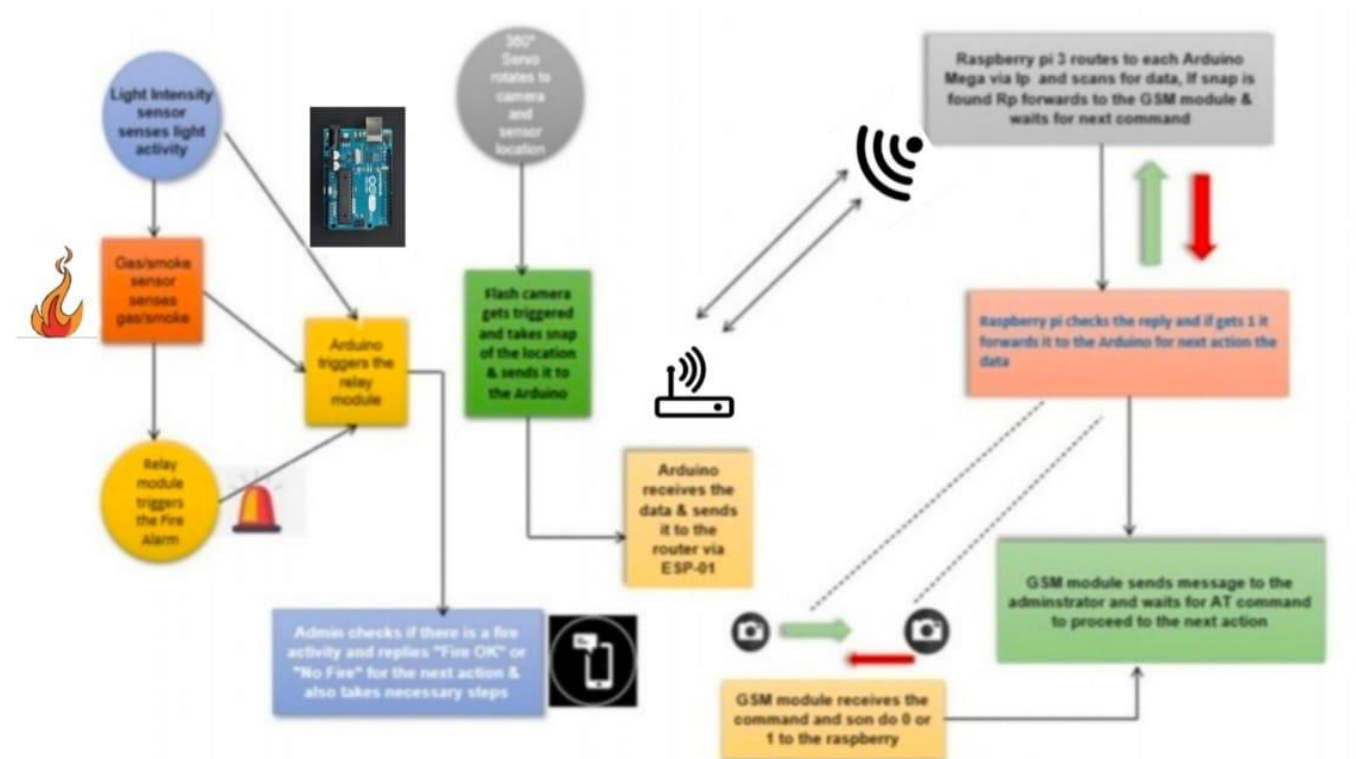 Light Intensity
sensor
senses light
activity
Gas/smoke
sensor
senses
gas/smoke
Relay
module
triggers
the Fire
Alarm
Arduino
triggers the
relay
module
Admin checks if there is a fire
activity and replies "Fire OK" or
"No Fire" for the next action &
also takes necessary steps
360°
Servo
rotates to
camera
and
sensor
location
Flash camera
gets triggered
and takes snap
of the location
& sends it to
the Arduino
Arduino
receives the
data & sends
it to the
router via
ESP-01
Raspberry pi 3 routes to each Arduino
Mega via Ip and scans for data, If snap is
found Rp forwards to the GSM module &
waits for next command
Raspberry pi checks the reply and if gets 1 it
forwards it to the Arduino for next action the
data
GSM module sends message to the
adminstrator and waits for AT command
to proceed to the next action
GSM module receives the
command and son do 0 or
1 to the raspberry